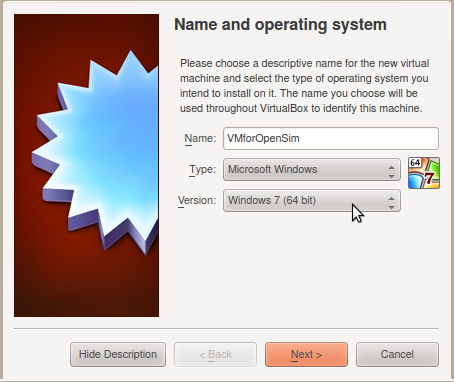 Name and operating system
Please choose a descriptive name for the new virtual
machine and select the type of operating system you
intend to install on it. The name you choose will be
used throughout VirtualBox to identify this machine.
Name: VMforOpenSim
Type: Microsoft Windows
64
7
Version: Windows 7 (64 bit)
Hide Description < Back Next > Cancel